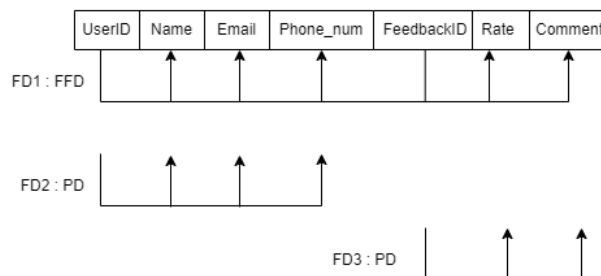 UserID Name Email Phone_num FeedbackID Rate Comment
FD1 : FFD
FD2 : PD
FD3 : PD